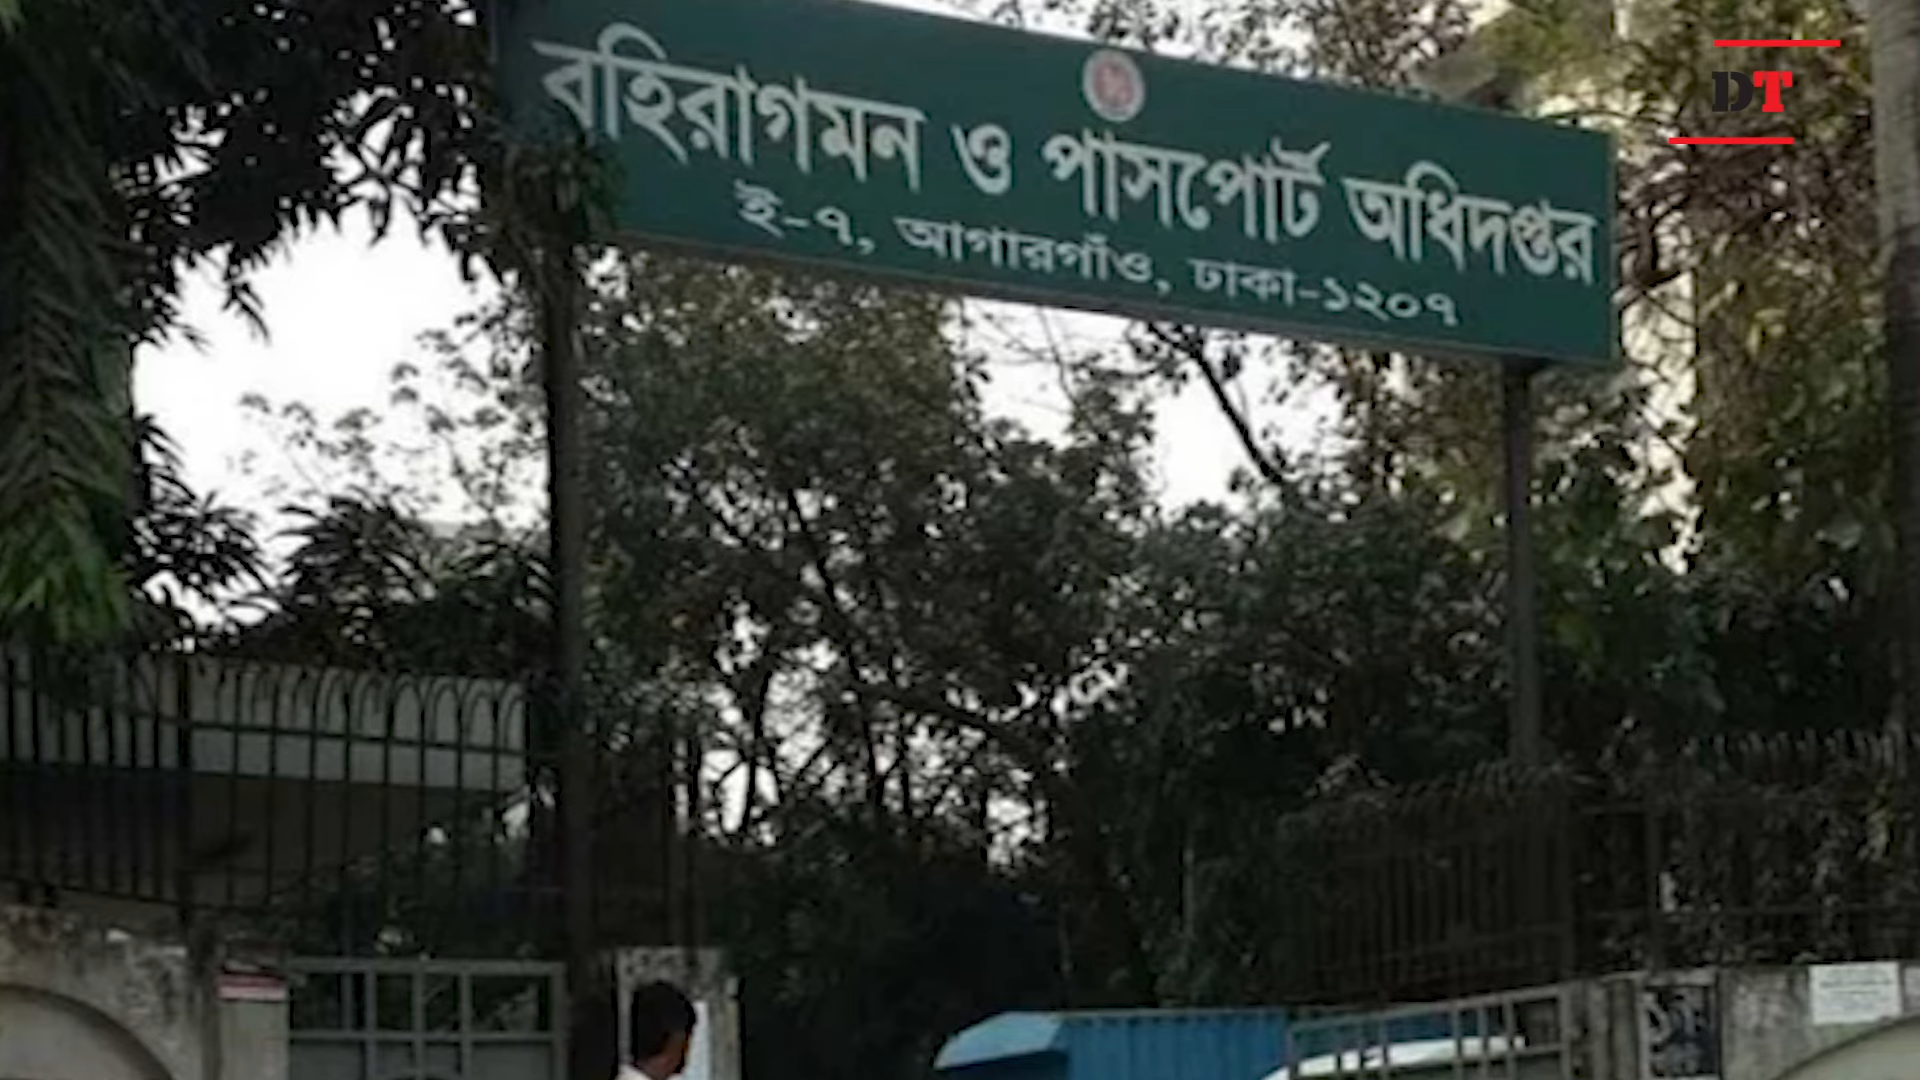 DT
বহিরাগমন ও পাসপোর্ট অধিদপ্তর
ই-৭, আগারগাঁও, ঢাকা-১২০৭